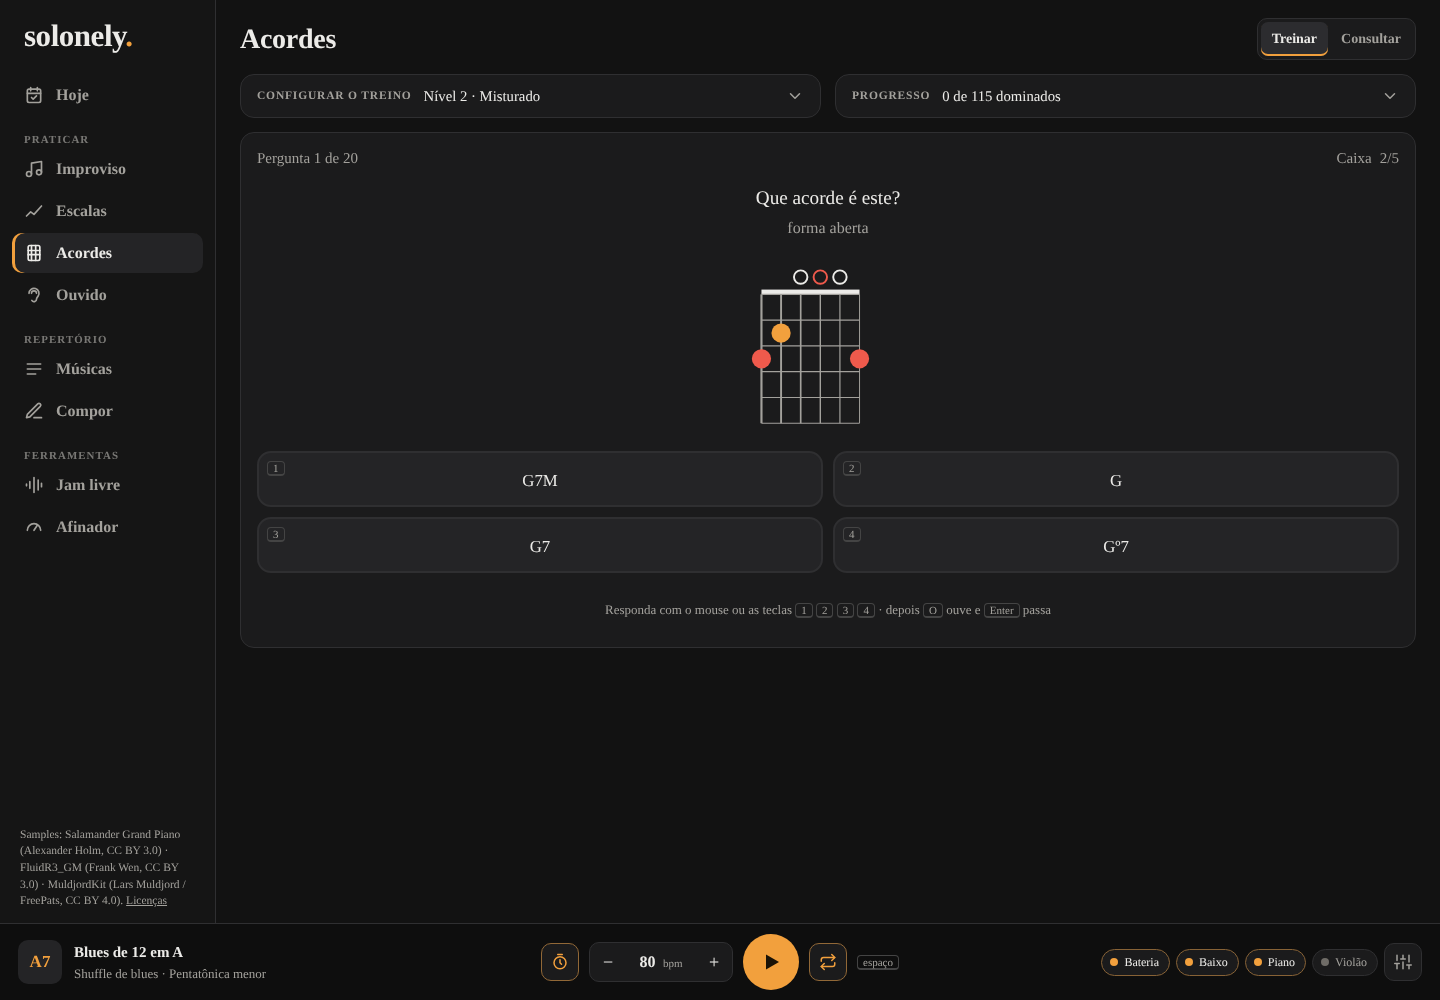 solonely.
Hoje
PRATICAR
Improviso
Escalas
Acordes
Ouvido
REPERTÓRIO
Músicas
Compor
FERRAMENTAS
Jam livre
Afinador
Samples: Salamander Grand Piano
(Alexander Holm, CC BY 3.0) ·
FluidR3_GM (Frank Wen, CC BY
3.0) · MuldjordKit (Lars Muldjord /
FreePats, CC BY 4.0). Licenças
Acordes
Treinar Consultar
CONFIGURAR O TREINO Nível 2 · Misturado
PROGRESSO 0 de 115 dominados
Pergunta 1 de 20
Caixa 2/5
Que acorde é este?
forma aberta
1 G7M
2 G
3 G7
4 Gº7
Responda com o mouse ou as teclas 1 2 3 4 · depois O ouve e Enter passa
A7
Blues de 12 em A
Shuffle de blues · Pentatônica menor
− 80 bpm +
espaço
Bateria Baixo Piano Violão